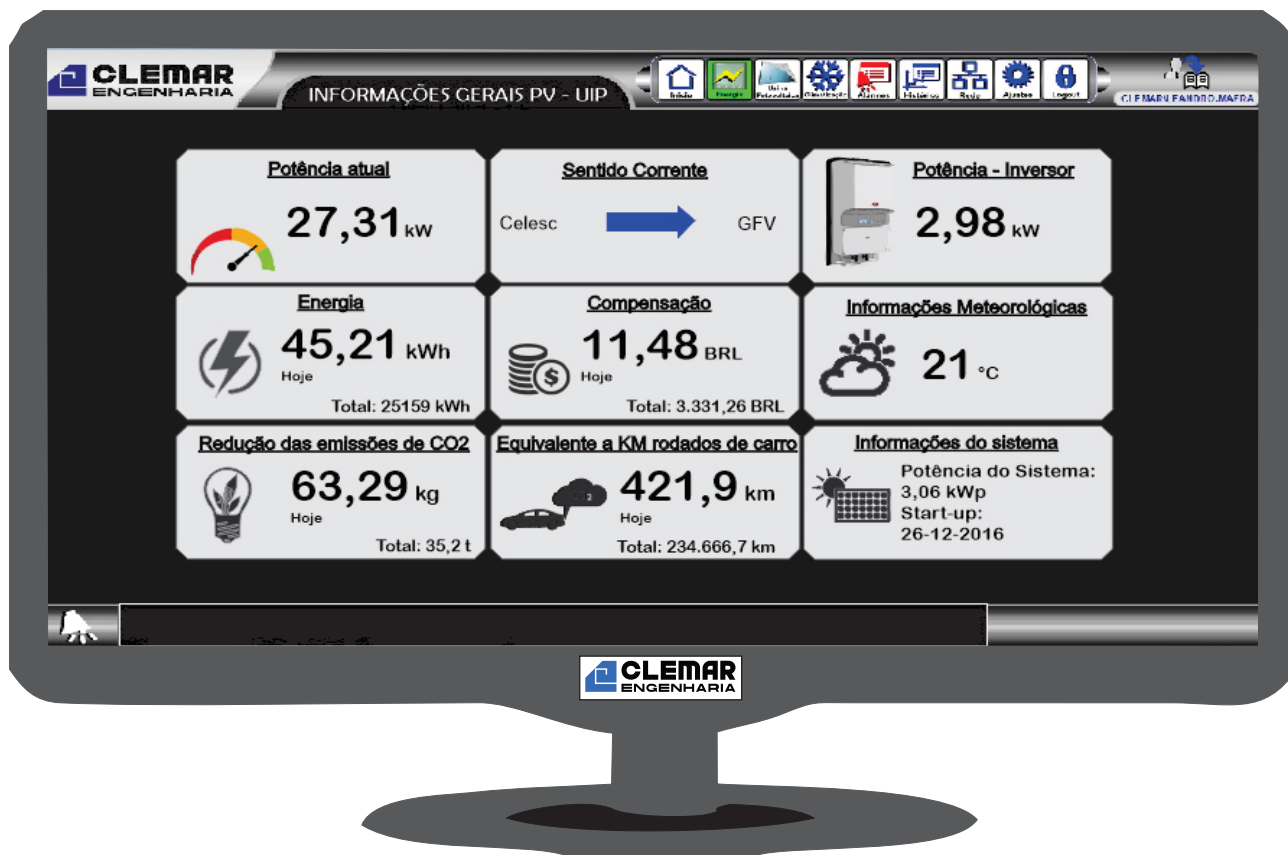 CLEMAR
ENGENHARIA
INFORMAÇÕES GERAIS PV - UIP
Início
Energia
Usina
Fotovoltaica
Climatização
Alarmes
Histórico
Rede
Ajustes
Logout
Potência atual
27,31 kW
Sentido Corrente
Celesc
GFV
Potência - Inversor
2,98 kW
Energia
45,21 kWh
Hoje
Total: 25159 kWh
Compensação
11,48 BRL
Hoje
Total: 3.331,26 BRL
Informações Meteorológicas
21 °C
Redução das emissões de CO2
63,29 kg
Hoje
Total: 35,2 t
Equivalente a KM rodados de carro
421,9 km
Hoje
Total: 234.666,7 km
Informações do sistema
Potência do Sistema:
3,06 kWp
Start-up:
26-12-2016
CLEMAR
ENGENHARIA